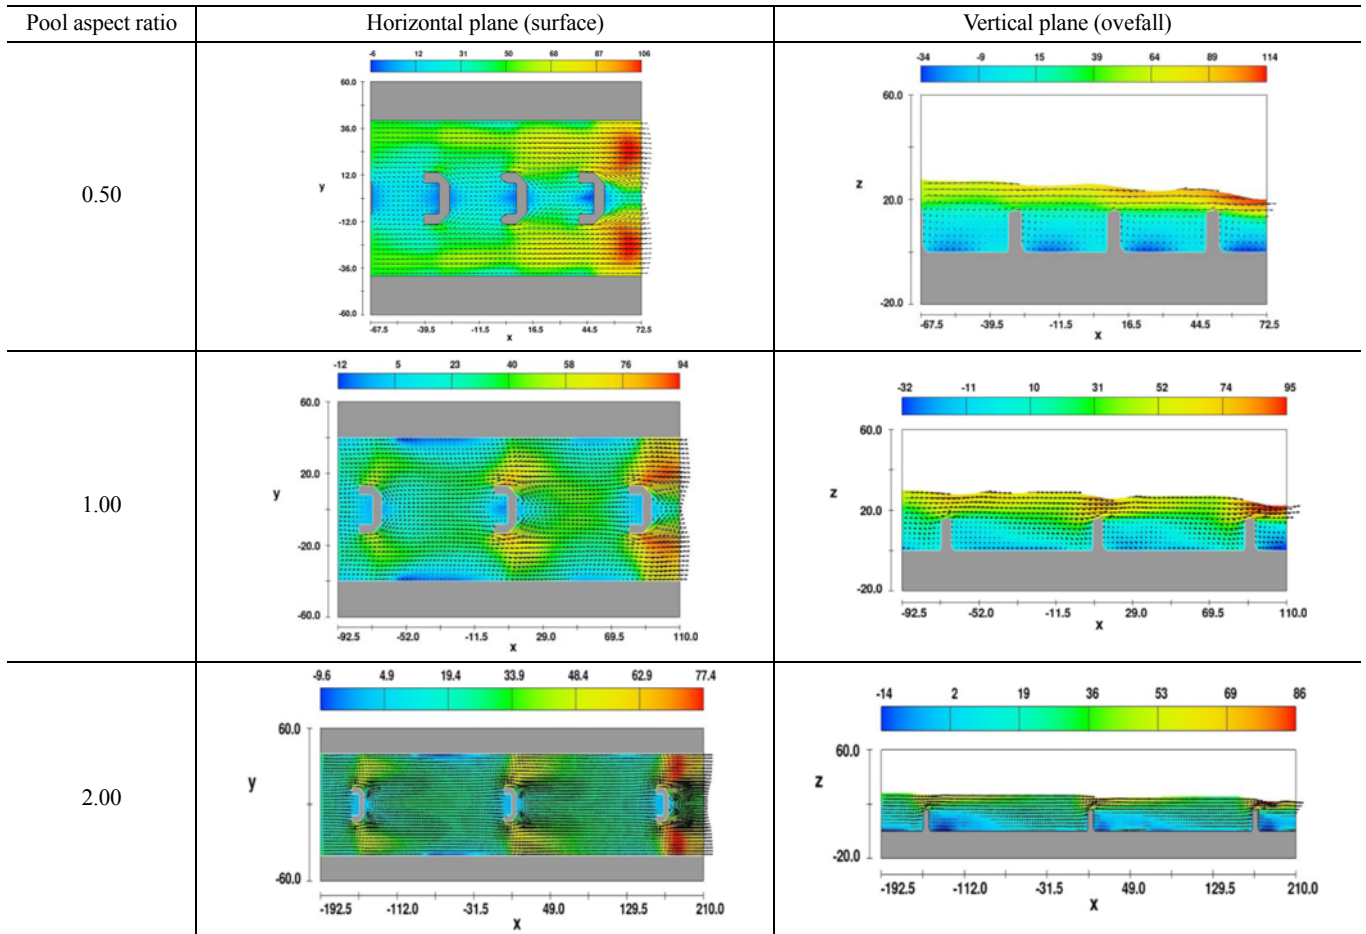 Pool aspect ratio Horizontal plane (surface) Vertical plane (ovefall)
0.50
-6 12 31 50 68 87 106
60.0
36.0
12.0
y
-12.0
-36.0
-60.0
-67.5 -39.5 -11.5 16.5 44.5 72.5
x
-34 -9 15 39 64 89 114
60.0
z
20.0
-20.0
-67.5 -39.5 -11.5 16.5 44.5 72.5
x
1.00
-12 5 23 40 58 76 94
60.0
20.0
y
-20.0
-60.0
-92.5 -52.0 -11.5 29.0 69.5 110.0
x
-32 -11 10 31 52 74 95
60.0
z
20.0
-20.0
-92.5 -52.0 -11.5 29.0 69.5 110.0
x
2.00
-9.6 4.9 19.4 33.9 48.4 62.9 77.4
60.0
y
-60.0
-192.5 -112.0 -31.5 49.0 129.5 210.0
x
-14 2 19 36 53 69 86
60.0
z
-20.0
-192.5 -112.0 -31.5 49.0 129.5 210.0
x